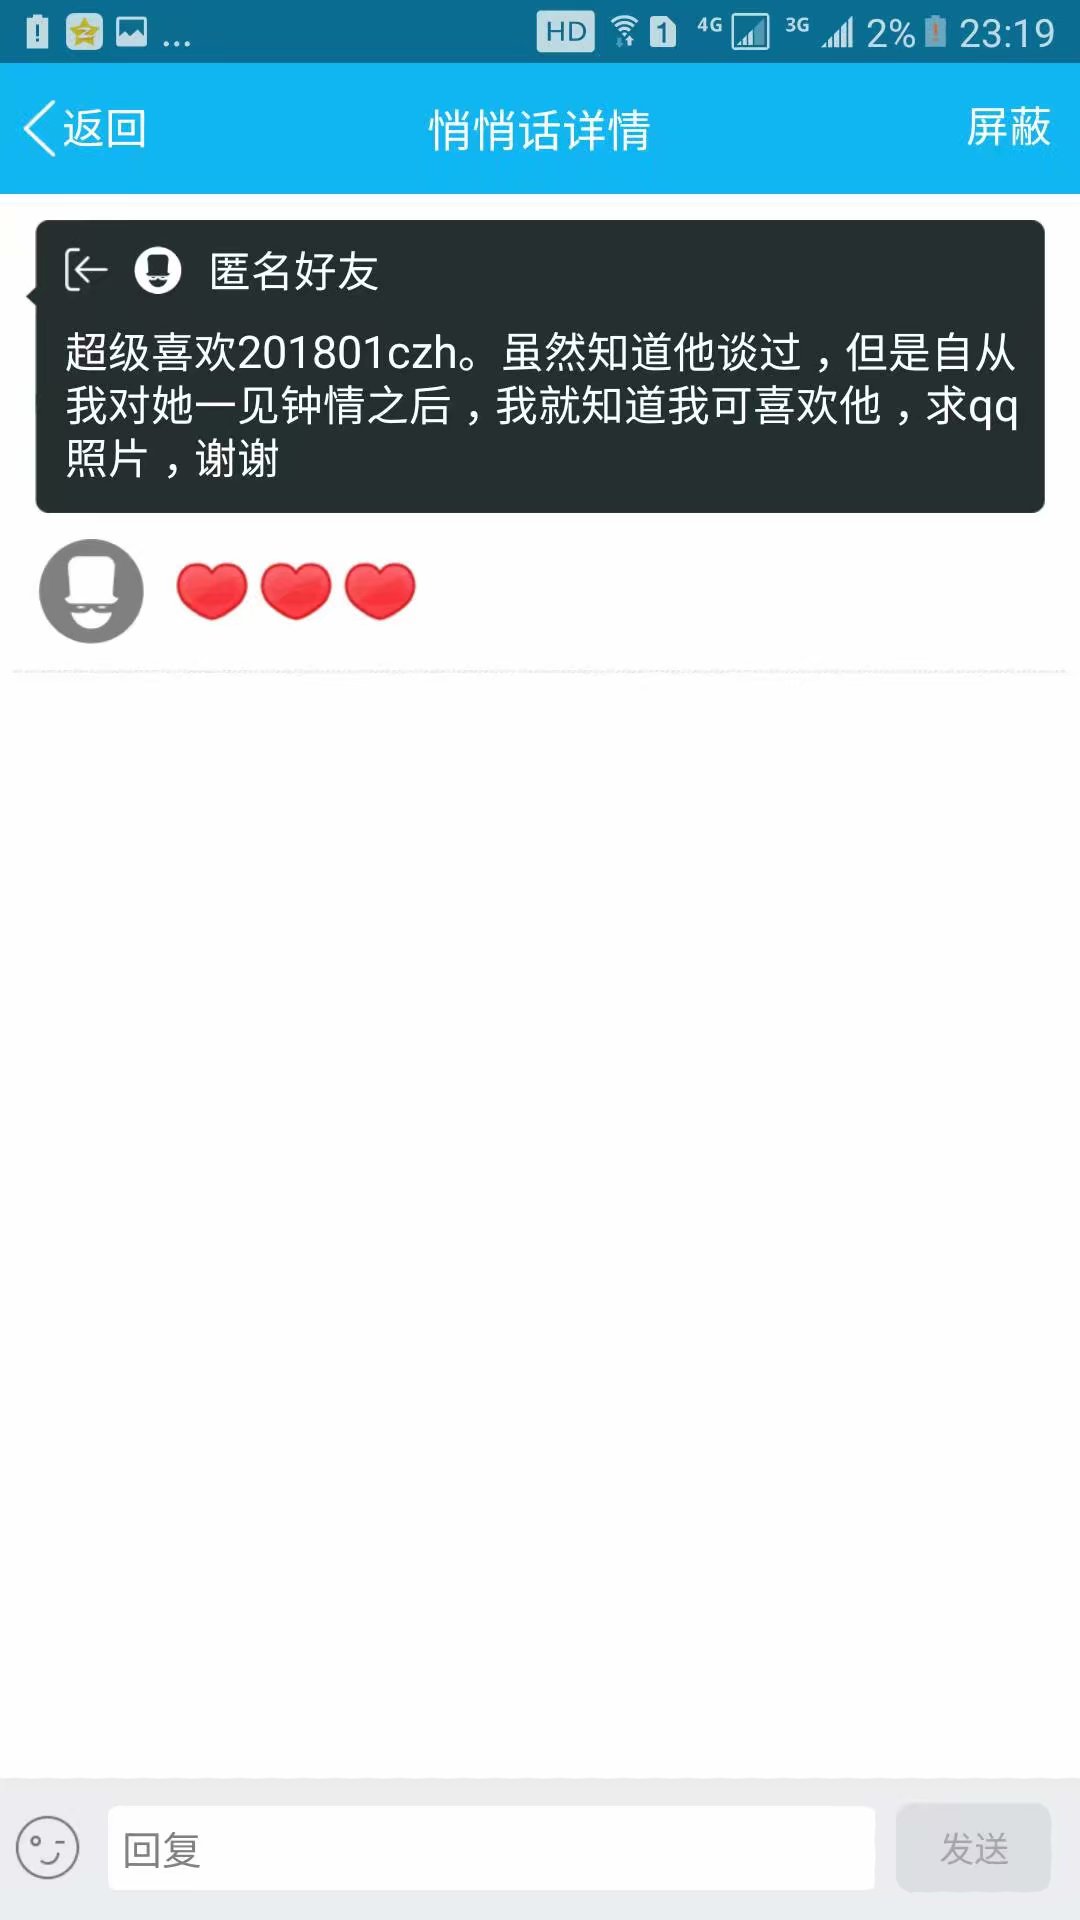 ... HD 1 4G 3G 2% 23:19
返回 悄悄话详情 屏蔽
匿名好友
超级喜欢201801czh。虽然知道他谈过，但是自从
我对她一见钟情之后，我就知道我可喜欢他，求qq
照片，谢谢
回复 发送